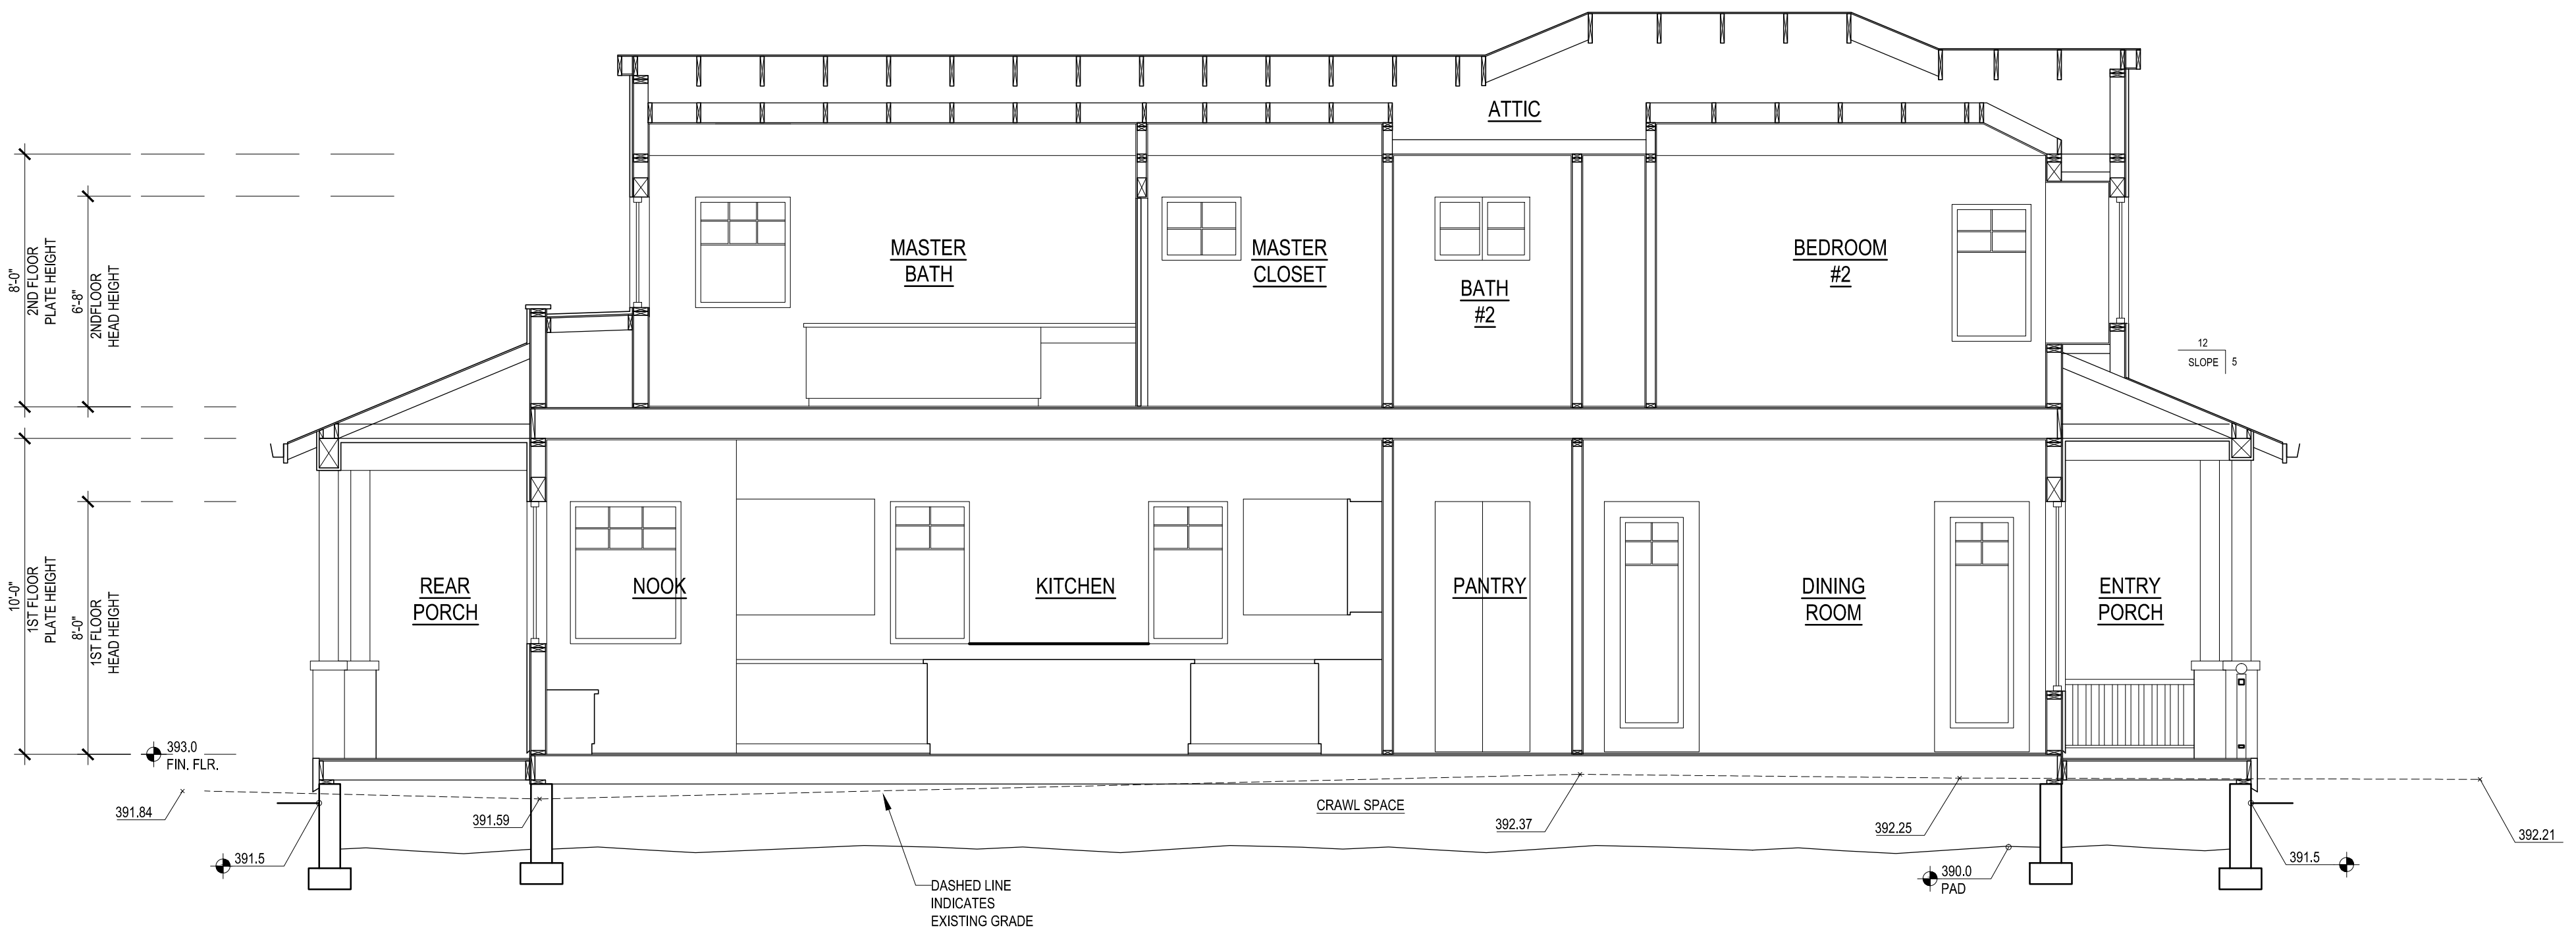 ATTIC
8'-0"
2ND FLOOR
PLATE HEIGHT
6'-8"
2NDFLOOR
HEAD HEIGHT
MASTER
BATH
MASTER
CLOSET
BATH
#2
BEDROOM
#2
12
SLOPE
5
10'-0"
1ST FLOOR
PLATE HEIGHT
8'-0"
1ST FLOOR
HEAD HEIGHT
REAR
PORCH
NOOK
KITCHEN
PANTRY
DINING
ROOM
ENTRY
PORCH
393.0
FIN. FLR.
391.84
391.59
CRAWL SPACE
392.37
392.25
392.21
391.5
391.5
390.0
PAD
DASHED LINE
INDICATES
EXISTING GRADE